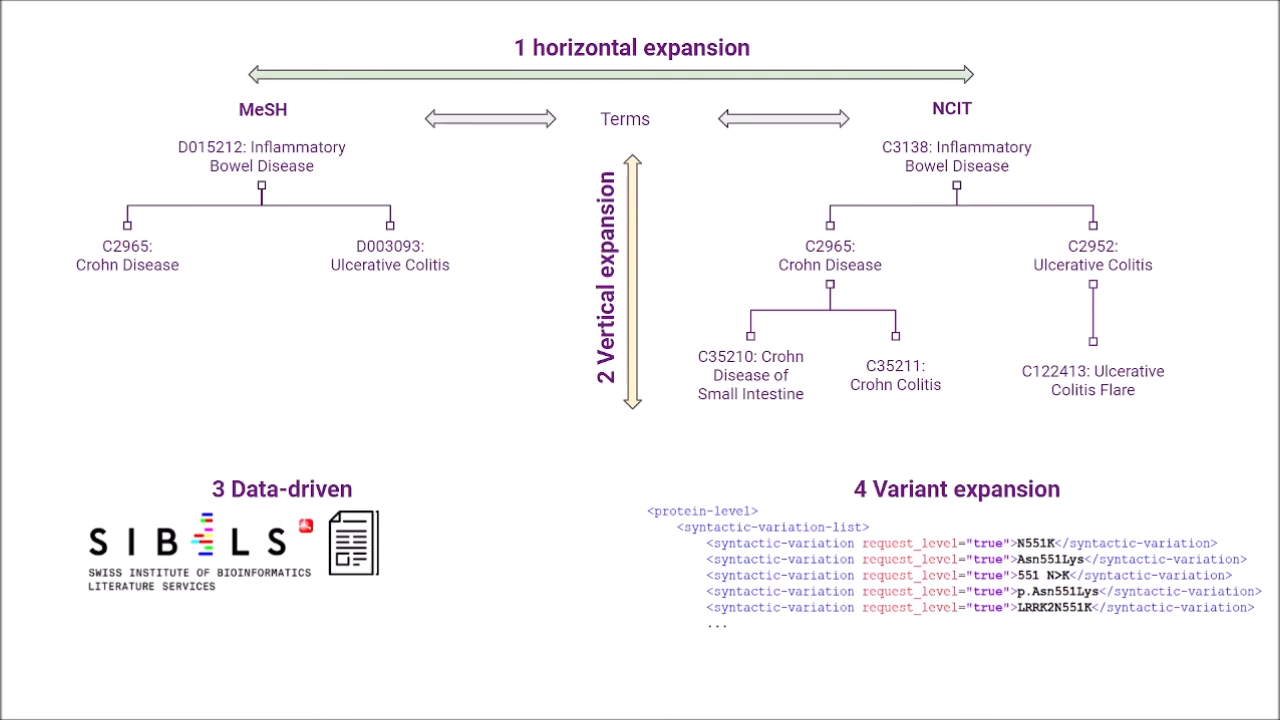 1 horizontal expansion
MeSH
Terms
NCIT
D015212: Inflammatory
Bowel Disease
C3138: Inflammatory
Bowel Disease
C2965:
Crohn Disease
D003093:
Ulcerative Colitis
2 Vertical expansion
C2965:
Crohn Disease
C2952:
Ulcerative Colitis
C35210: Crohn
Disease of
Small Intestine
C35211:
Crohn Colitis
C122413: Ulcerative
Colitis Flare
3 Data-driven
SIBiLS
SWISS INSTITUTE OF BIOINFORMATICS
LITERATURE SERVICES
4 Variant expansion
<protein-level>
<syntactic-variation-list>
<syntactic-variation request_level="true">N551K</syntactic-variation>
<syntactic-variation request_level="true">Asn551Lys</syntactic-variation>
<syntactic-variation request_level="true">551 N>K</syntactic-variation>
<syntactic-variation request_level="true">p.Asn551Lys</syntactic-variation>
<syntactic-variation request_level="true">LRRK2N551K</syntactic-variation>
...